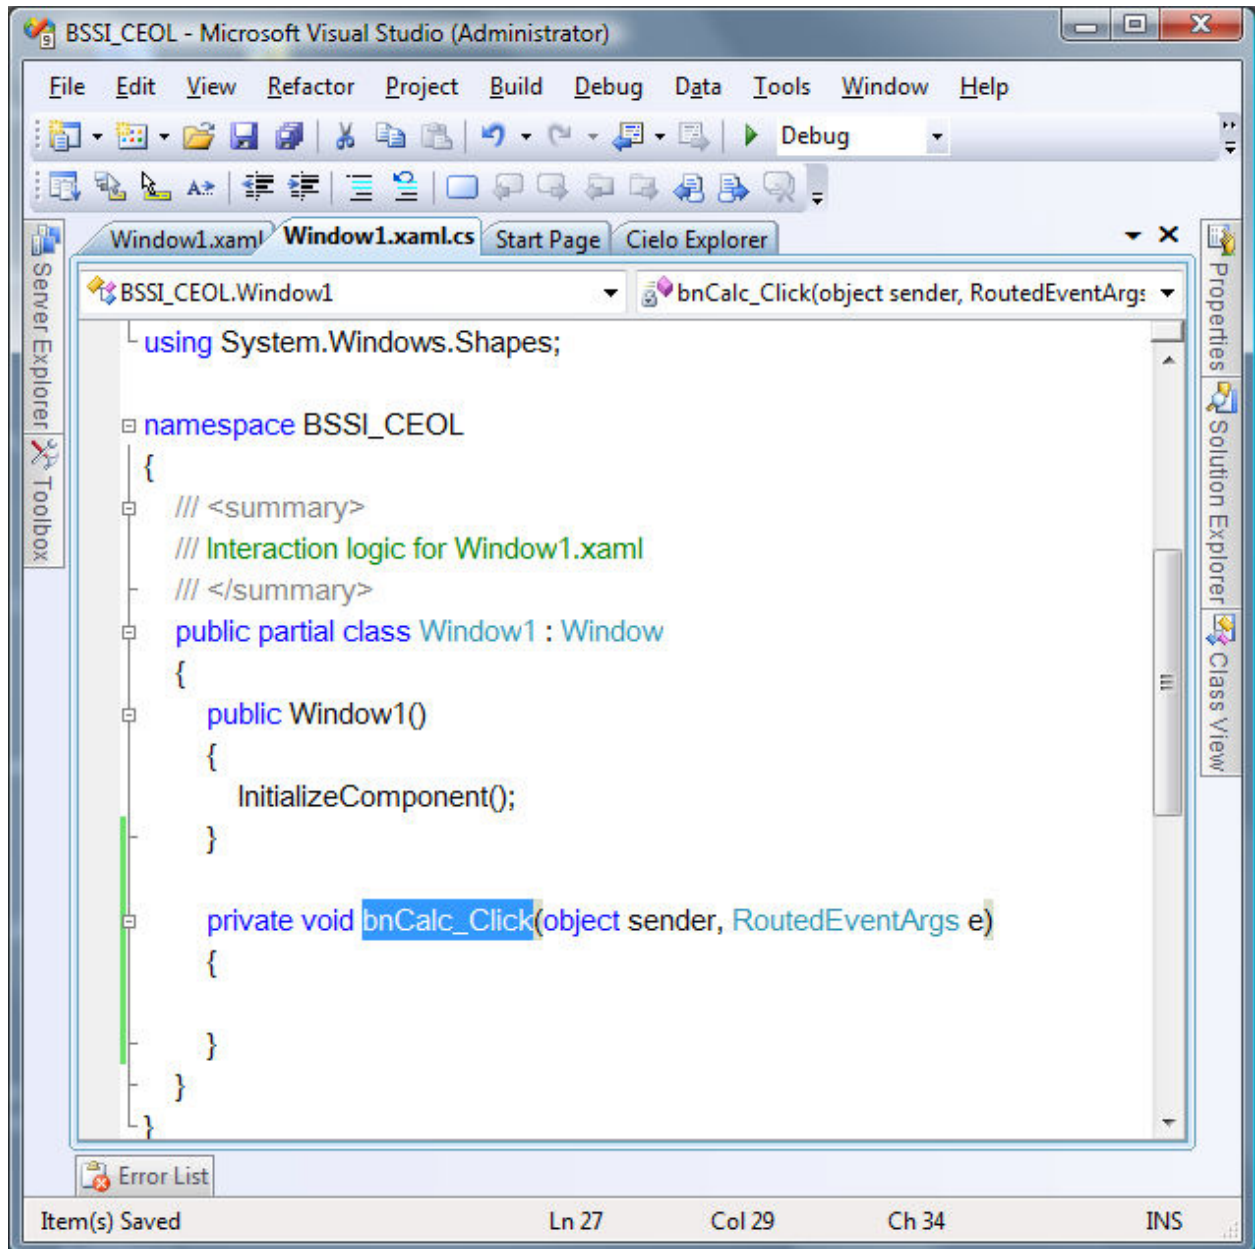 BSSI_CEOL - Microsoft Visual Studio (Administrator)
File Edit View Refactor Project Build Debug Data Tools Window Help
Debug
Window1.xaml Window1.xaml.cs Start Page Cielo Explorer
BSSI_CEOL.Window1 bnCalc_Click(object sender, RoutedEventArgs
Server Explorer
Toolbox
using System.Windows.Shapes;
namespace BSSI_CEOL
{
/// <summary>
/// Interaction logic for Window1.xaml
/// </summary>
public partial class Window1 : Window
{
public Window1()
{
InitializeComponent();
}
private void bnCalc_Click(object sender, RoutedEventArgs e)
{
}
}
}
Properties
Solution Explorer
Class View
Error List
Item(s) Saved Ln 27 Col 29 Ch 34 INS